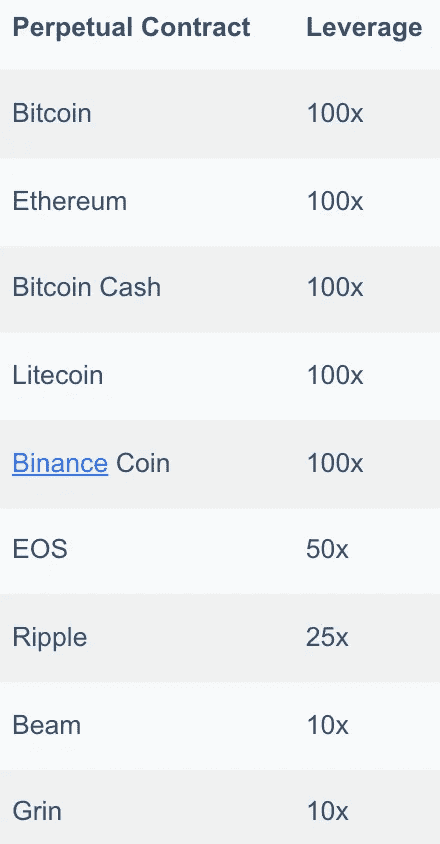 Perpetual Contract Leverage
Bitcoin 100x
Ethereum 100x
Bitcoin Cash 100x
Litecoin 100x
Binance Coin 100x
EOS 50x
Ripple 25x
Beam 10x
Grin 10x